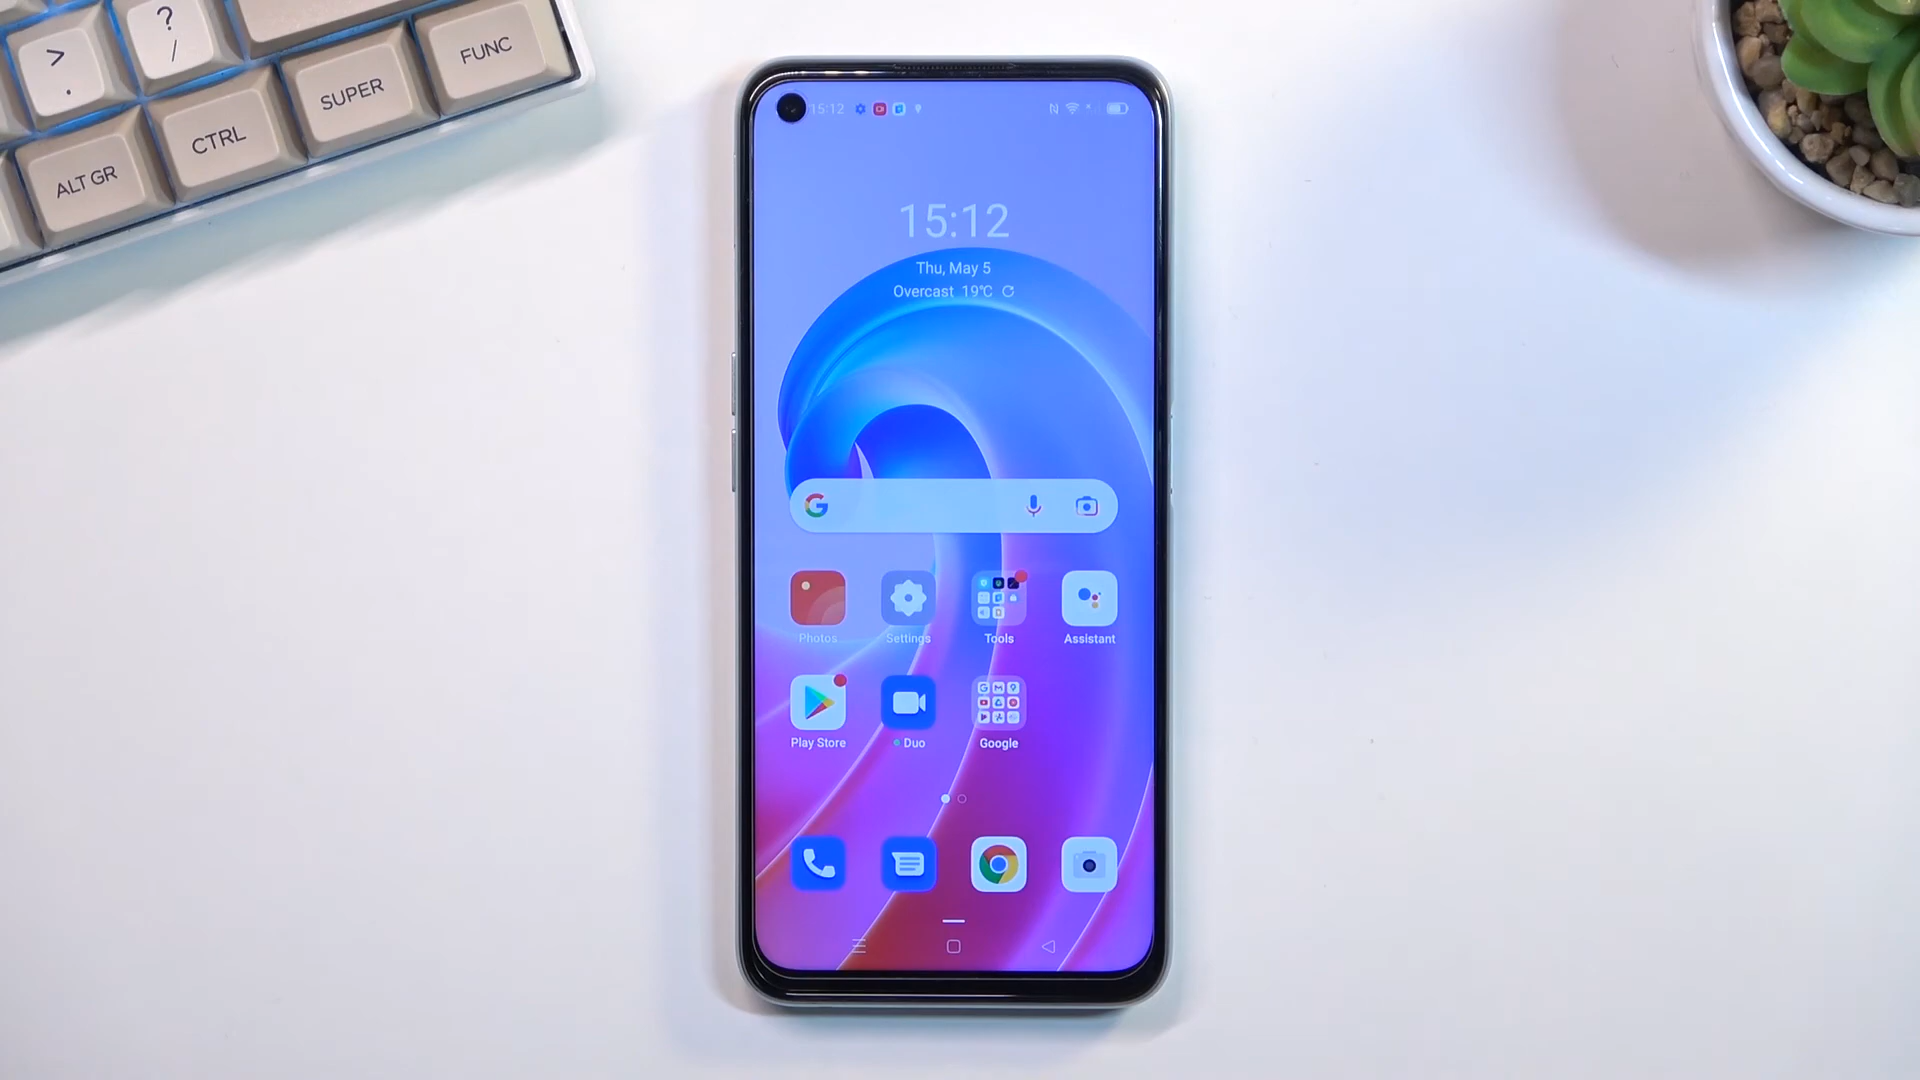 >
.
?
/
FUNC
SUPER
CTRL
ALT GR
15:12
15:12
Thu, May 5
Overcast 19°C
G
Photos
Settings
Tools
Assistant
Play Store
Duo
Google